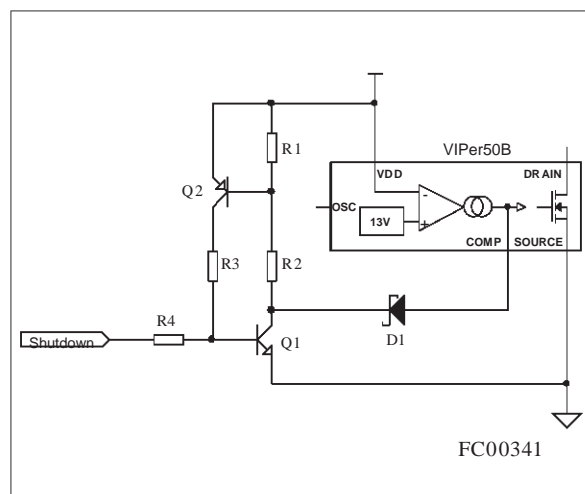 VIPer50B
R1
VDD
DRAIN
Q2
-
OSC
13V
+
COMP
SOURCE
R3
R2
R4
Shutdown
Q1
D1
FC00341